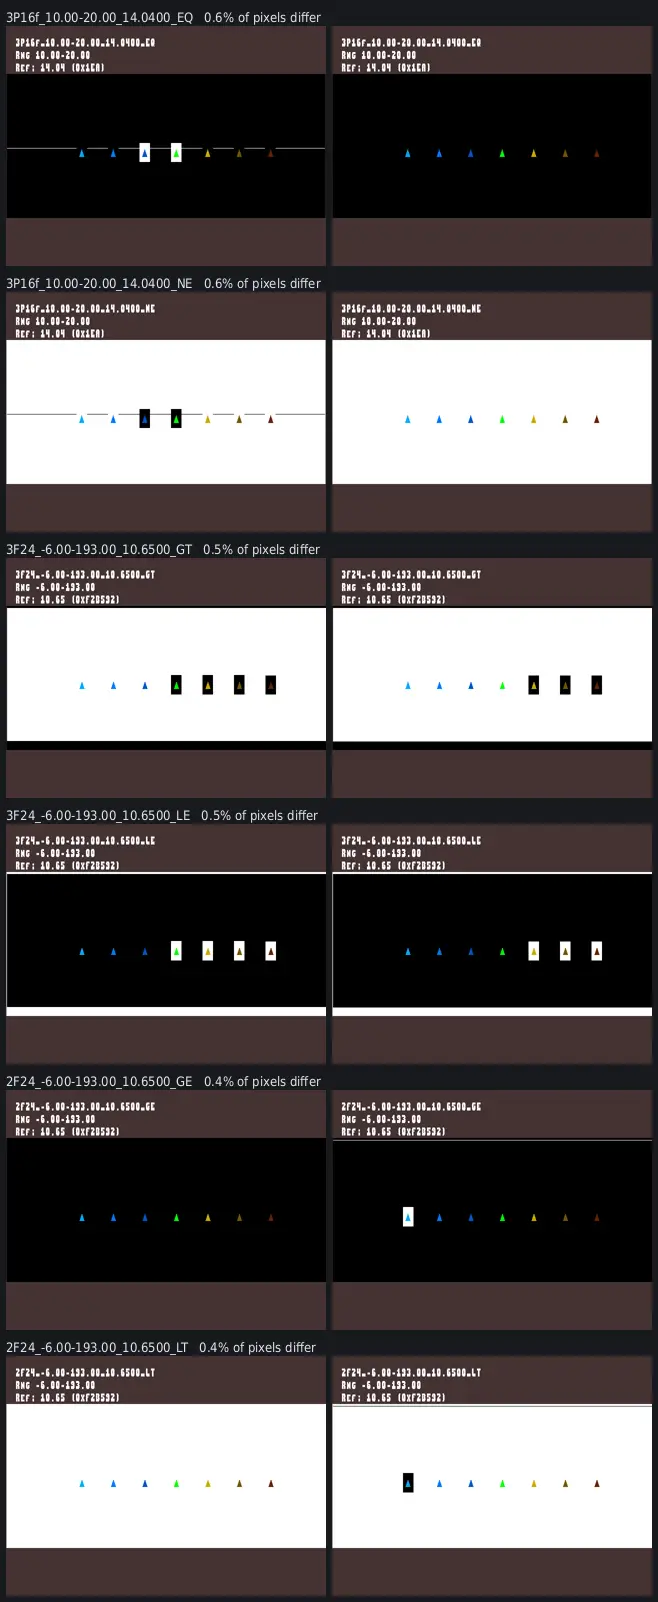 3P16f_10.00-20.00_14.0400_EQ 0.6% of pixels differ
3P16f_10.00-20.00_14.0400_EQ
Rng 10.00-20.00
Ref: 14.04 (0x1EA)
3P16f_10.00-20.00_14.0400_EQ
Rng 10.00-20.00
Ref: 14.04 (0x1EA)
3P16f_10.00-20.00_14.0400_NE 0.6% of pixels differ
3P16f_10.00-20.00_14.0400_NE
Rng 10.00-20.00
Ref: 14.04 (0x1EA)
3P16f_10.00-20.00_14.0400_NE
Rng 10.00-20.00
Ref: 14.04 (0x1EA)
3F24_-6.00-193.00_10.6500_GT 0.5% of pixels differ
3F24_-6.00-193.00_10.6500_GT
Rng -6.00-193.00
Ref: 10.65
3F24_-6.00-193.00_10.6500_GT
Rng -6.00-193.00
Ref: 10.65
3F24_-6.00-193.00_10.6500_LE 0.5% of pixels differ
3F24_-6.00-193.00_10.6500_LE
Rng -6.00-193.00
Ref: 10.65
3F24_-6.00-193.00_10.6500_LE
Rng -6.00-193.00
Ref: 10.65
2F24_-6.00-193.00_10.6500_GE 0.4% of pixels differ
2F24_-6.00-193.00_10.6500_GE
Rng -6.00-193.00
Ref: 10.65
2F24_-6.00-193.00_10.6500_GE
Rng -6.00-193.00
Ref: 10.65
2F24_-6.00-193.00_10.6500_LT 0.4% of pixels differ
2F24_-6.00-193.00_10.6500_LT
Rng -6.00-193.00
Ref: 10.65
2F24_-6.00-193.00_10.6500_LT
Rng -6.00-193.00
Ref: 10.65